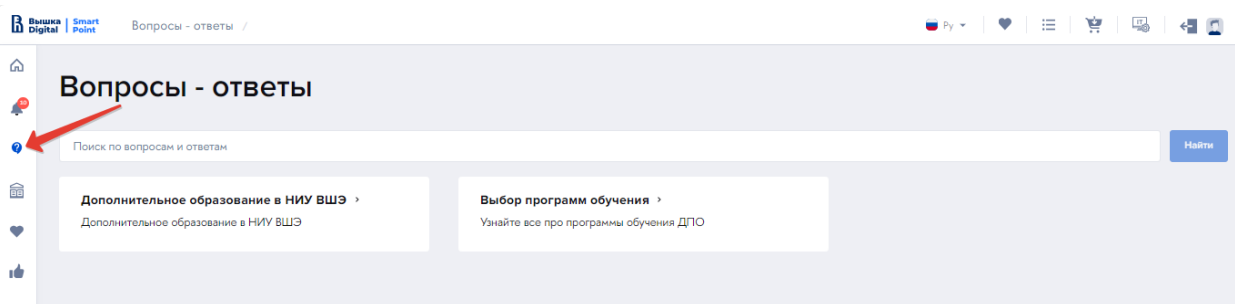 Вышка Digital | Smart Point
Вопросы - ответы /
Ру
IT
Вопросы - ответы
Поиск по вопросам и ответам
Найти
Дополнительное образование в НИУ ВШЭ ›
Дополнительное образование в НИУ ВШЭ
Выбор программ обучения ›
Узнайте все про программы обучения ДПО